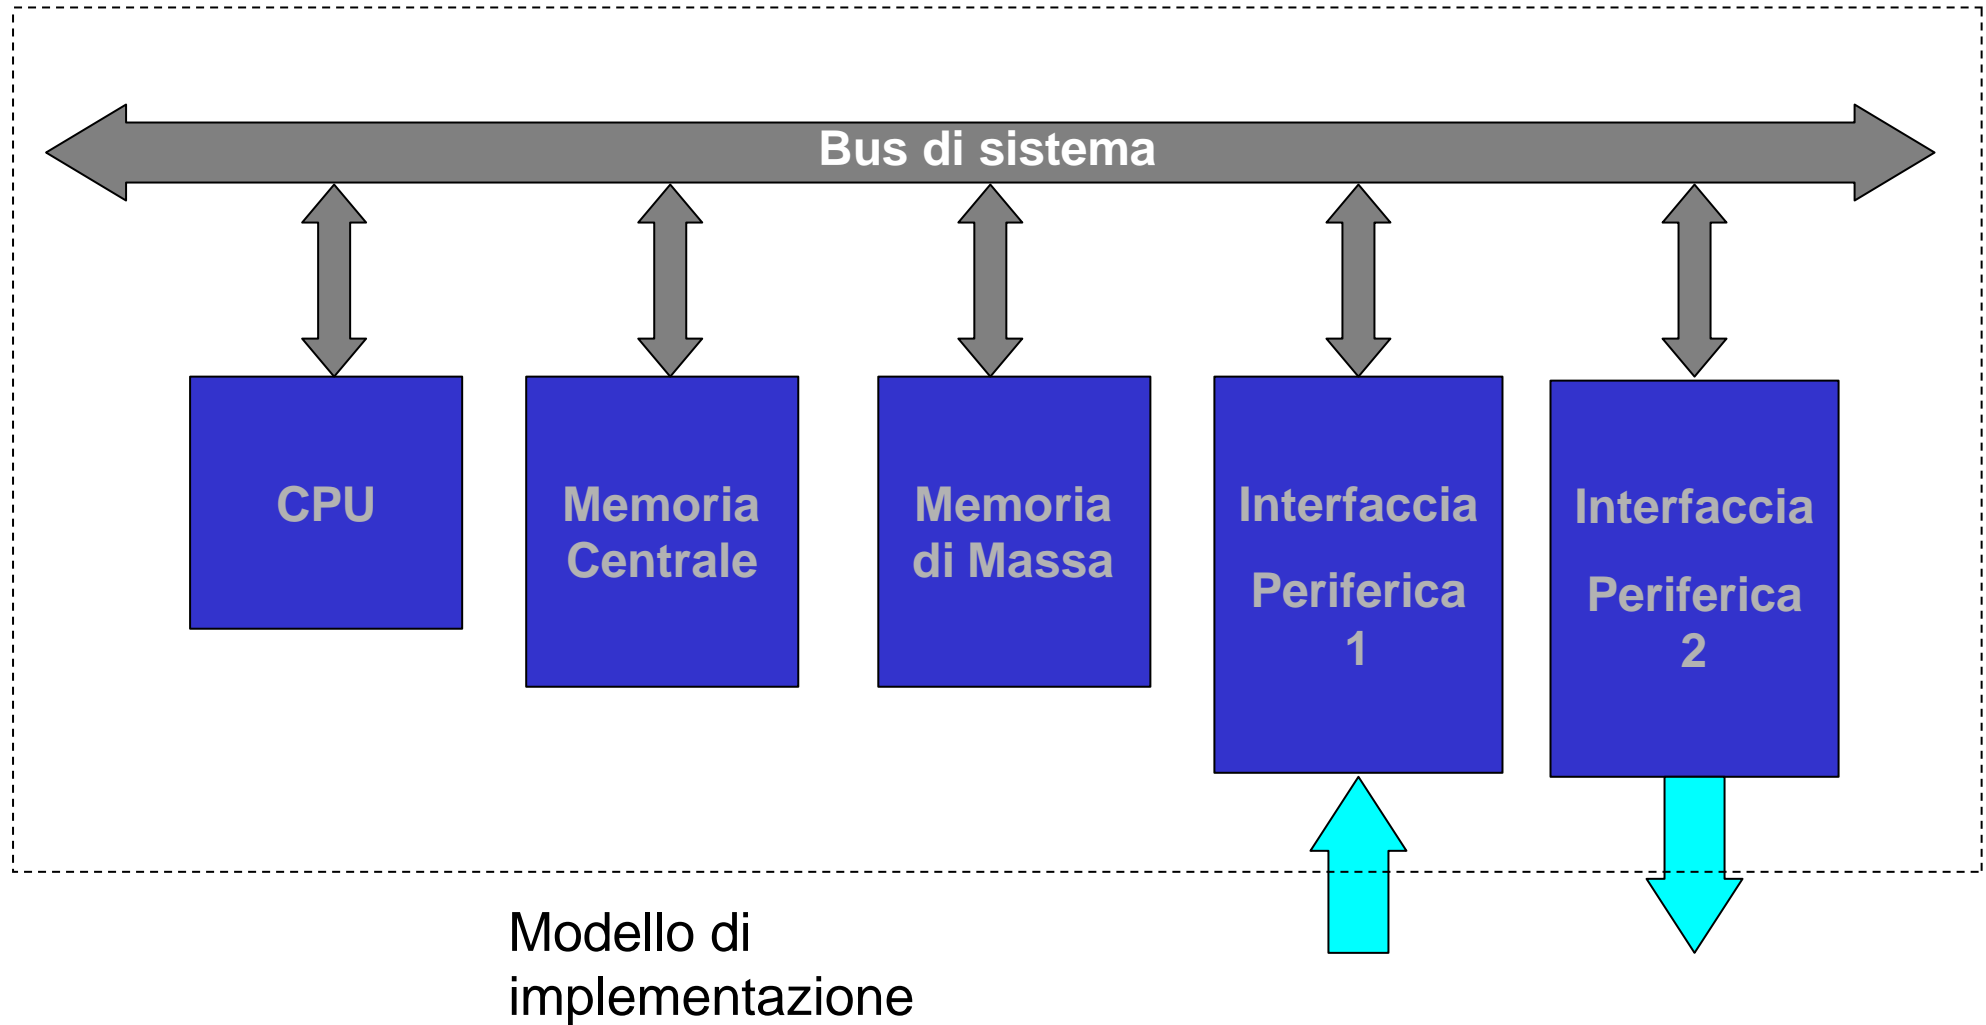 Bus di sistema
CPU
Memoria
Centrale
Memoria
di Massa
Interfaccia
Periferica
1
Interfaccia
Periferica
2
Modello di
implementazione